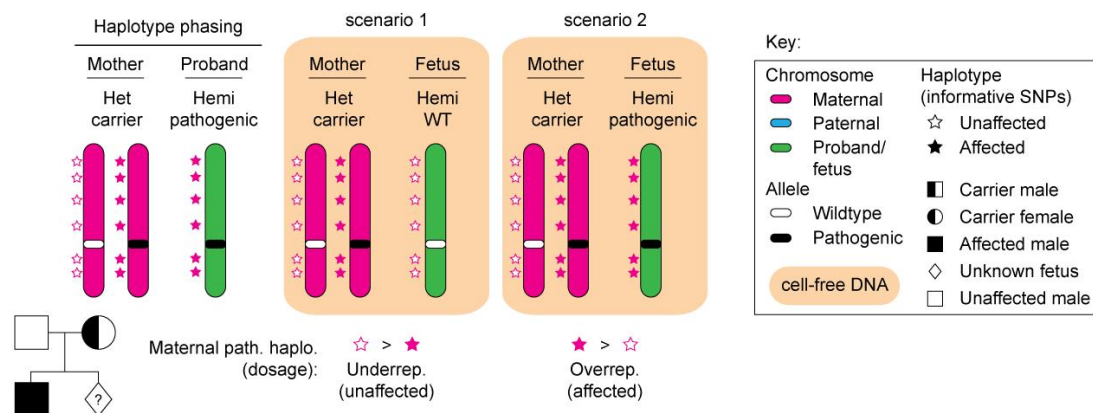 Haplotype phasing
Mother
Proband
Het
carrier
Hemi
pathogenic
scenario 1
Mother
Fetus
Het
carrier
Hemi
WT
scenario 2
Mother
Fetus
Het
carrier
Hemi
pathogenic
Maternal path. haplo.
(dosage):
>
Underrep.
(unaffected)
>
Overrep.
(affected)
?
Key:
Chromosome
Maternal
Paternal
Proband/
fetus
Allele
Wildtype
Pathogenic
cell-free DNA
Haplotype
(informative SNPs)
Unaffected
Affected
Carrier male
Carrier female
Affected male
Unknown fetus
Unaffected male